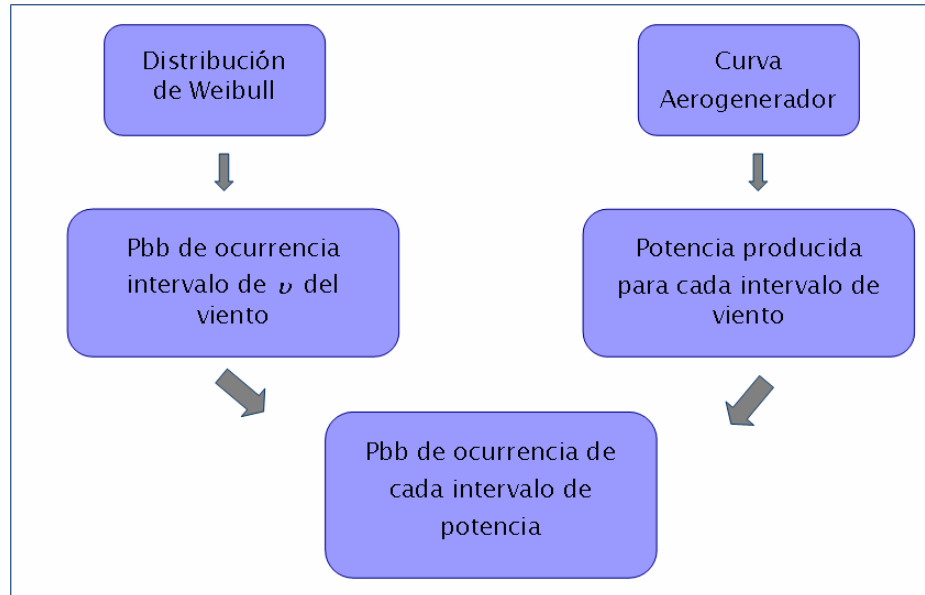 Distribución
de Weibull
Curva
Aerogenerador
Pbb de ocurrencia
intervalo de υ del
viento
Potencia producida
para cada intervalo de
viento
Pbb de ocurrencia de
cada intervalo de
potencia